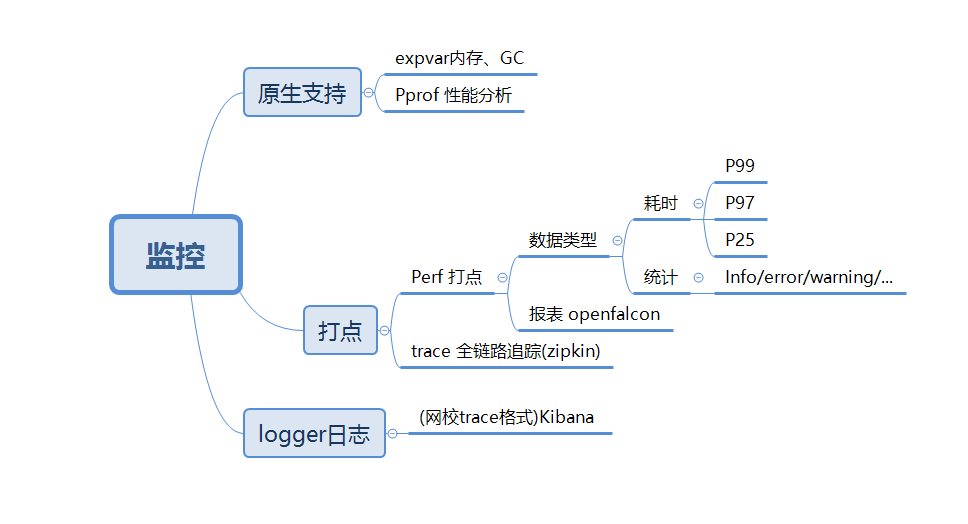 监控
原生支持
expvar内存、GC
Pprof 性能分析
打点
Perf 打点
数据类型
耗时
P99
P97
P25
统计
Info/error/warning/...
报表 openfalcon
trace 全链路追踪(zipkin)
logger日志
(网校trace格式)Kibana